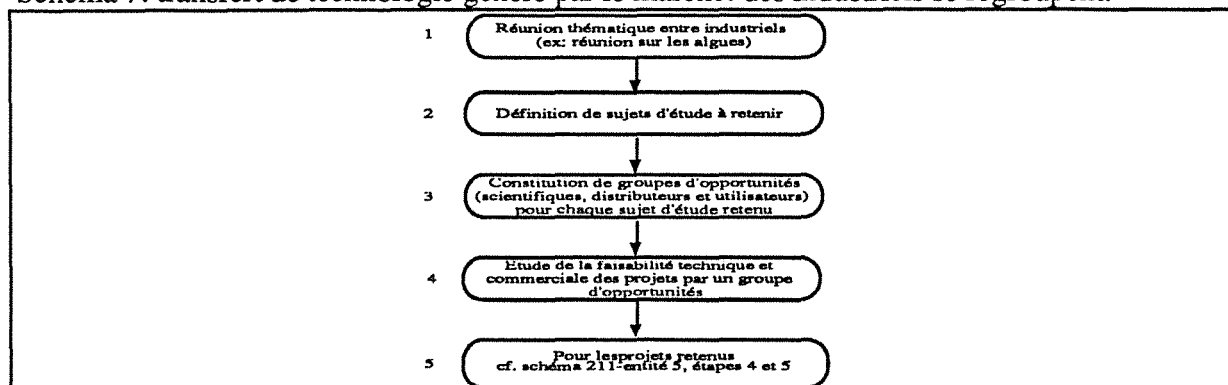 1 Réunion thématique entre industriels
(ex: réunion sur les algues)
2 Définition de sujets d'étude à retenir
3 Constitution de groupes d'opportunités
(scientifiques, distributeurs et utilisateurs)
pour chaque sujet d'étude retenu
4 Etude de la faisabilité technique et
commerciale des projets par un groupe
d'opportunités
5 Pour lesprojets retenus
cf. schéma 211-entité 5, étapes 4 et 5